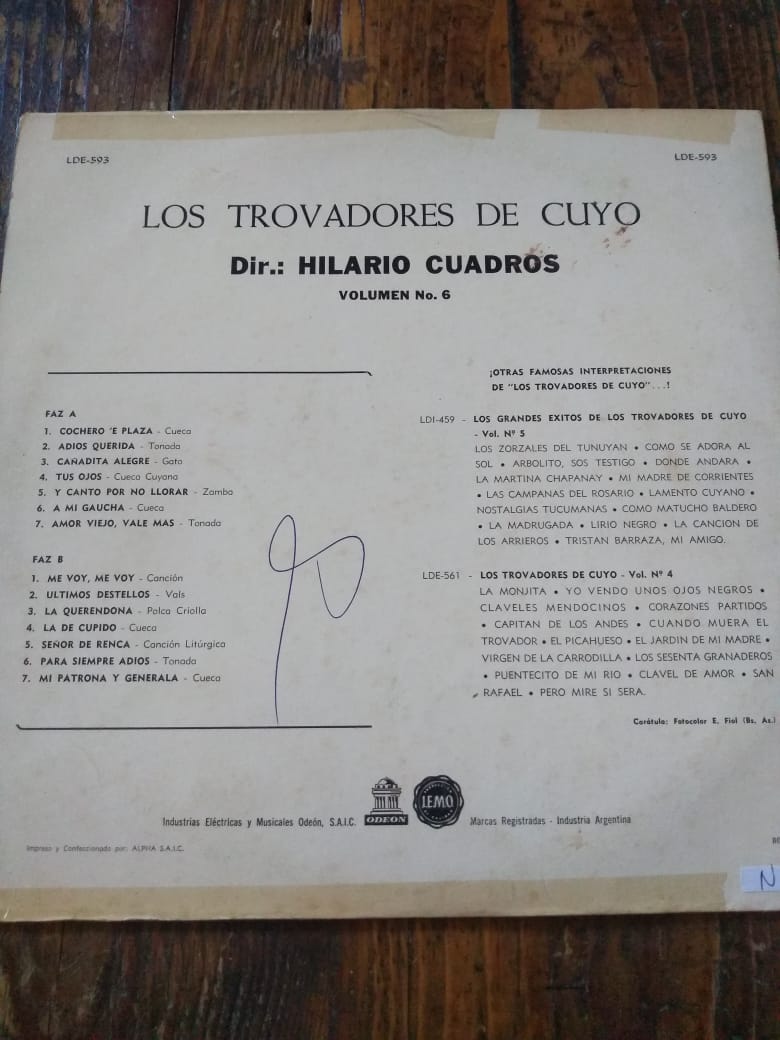 LDE-593
LDE-593
LOS TROVADORES DE CUYO
Dir.: HILARIO CUADROS
VOLUMEN No. 6
FAZ A
1. COCHERO 'E PLAZA - Cueca
2. ADIOS QUERIDA - Tonada
3. CAÑADITA ALEGRE - Gato
4. TUS OJOS - Cueca Cuyana
5. Y CANTO POR NO LLORAR - Zamba
6. A MI GAUCHA - Cueca
7. AMOR VIEJO, VALE MAS - Tonada
FAZ B
1. ME VOY, ME VOY - Canción
2. ULTIMOS DESTELLOS - Vals
3. LA QUERENDONA - Polca Criolla
4. LA DE CUPIDO - Cueca
5. SEÑOR DE RENCA - Canción Litúrgica
6. PARA SIEMPRE ADIOS - Tonada
7. MI PATRONA Y GENERALA - Cueca
¡OTRAS FAMOSAS INTERPRETACIONES
DE "LOS TROVADORES DE CUYO"...!
LDI-459 - LOS GRANDES EXITOS DE LOS TROVADORES DE CUYO
- Vol. Nº 5
LOS ZORZALES DEL TUNUYAN • COMO SE ADORA AL
SOL • ARBOLITO, SOS TESTIGO • DONDE ANDARA •
LA MARTINA CHAPANAY • MI MADRE DE CORRIENTES
• LAS CAMPANAS DEL ROSARIO • LAMENTO CUYANO •
NOSTALGIAS TUCUMANAS • COMO MATUCHO BALDERO
• LA MADRUGADA • LIRIO NEGRO • LA CANCION DE
LOS ARRIEROS • TRISTAN BARRAZA, MI AMIGO.
LDE-561 - LOS TROVADORES DE CUYO - Vol. Nº 4
LA MONJITA • YO VENDO UNOS OJOS NEGROS •
CLAVELES MENDOCINOS • CORAZONES PARTIDOS
• CAPITAN DE LOS ANDES • CUANDO MUERA EL
TROVADOR • EL PICAHUESO • EL JARDIN DE MI MADRE •
VIRGEN DE LA CARRODILLA • LOS SESENTA GRANADEROS
• PUENTECITO DE MI RIO • CLAVEL DE AMOR • SAN
RAFAEL • PERO MIRE SI SERA.
Carátula: Fotocolor E. Fiol (Bs. As.)
Industrias Eléctricas y Musicales Odeón, S.A.I.C.
ODEON
LEMO
Marcas Registradas - Industria Argentina
Impreso y Confeccionado por: ALPHA S.A.I.C.
N